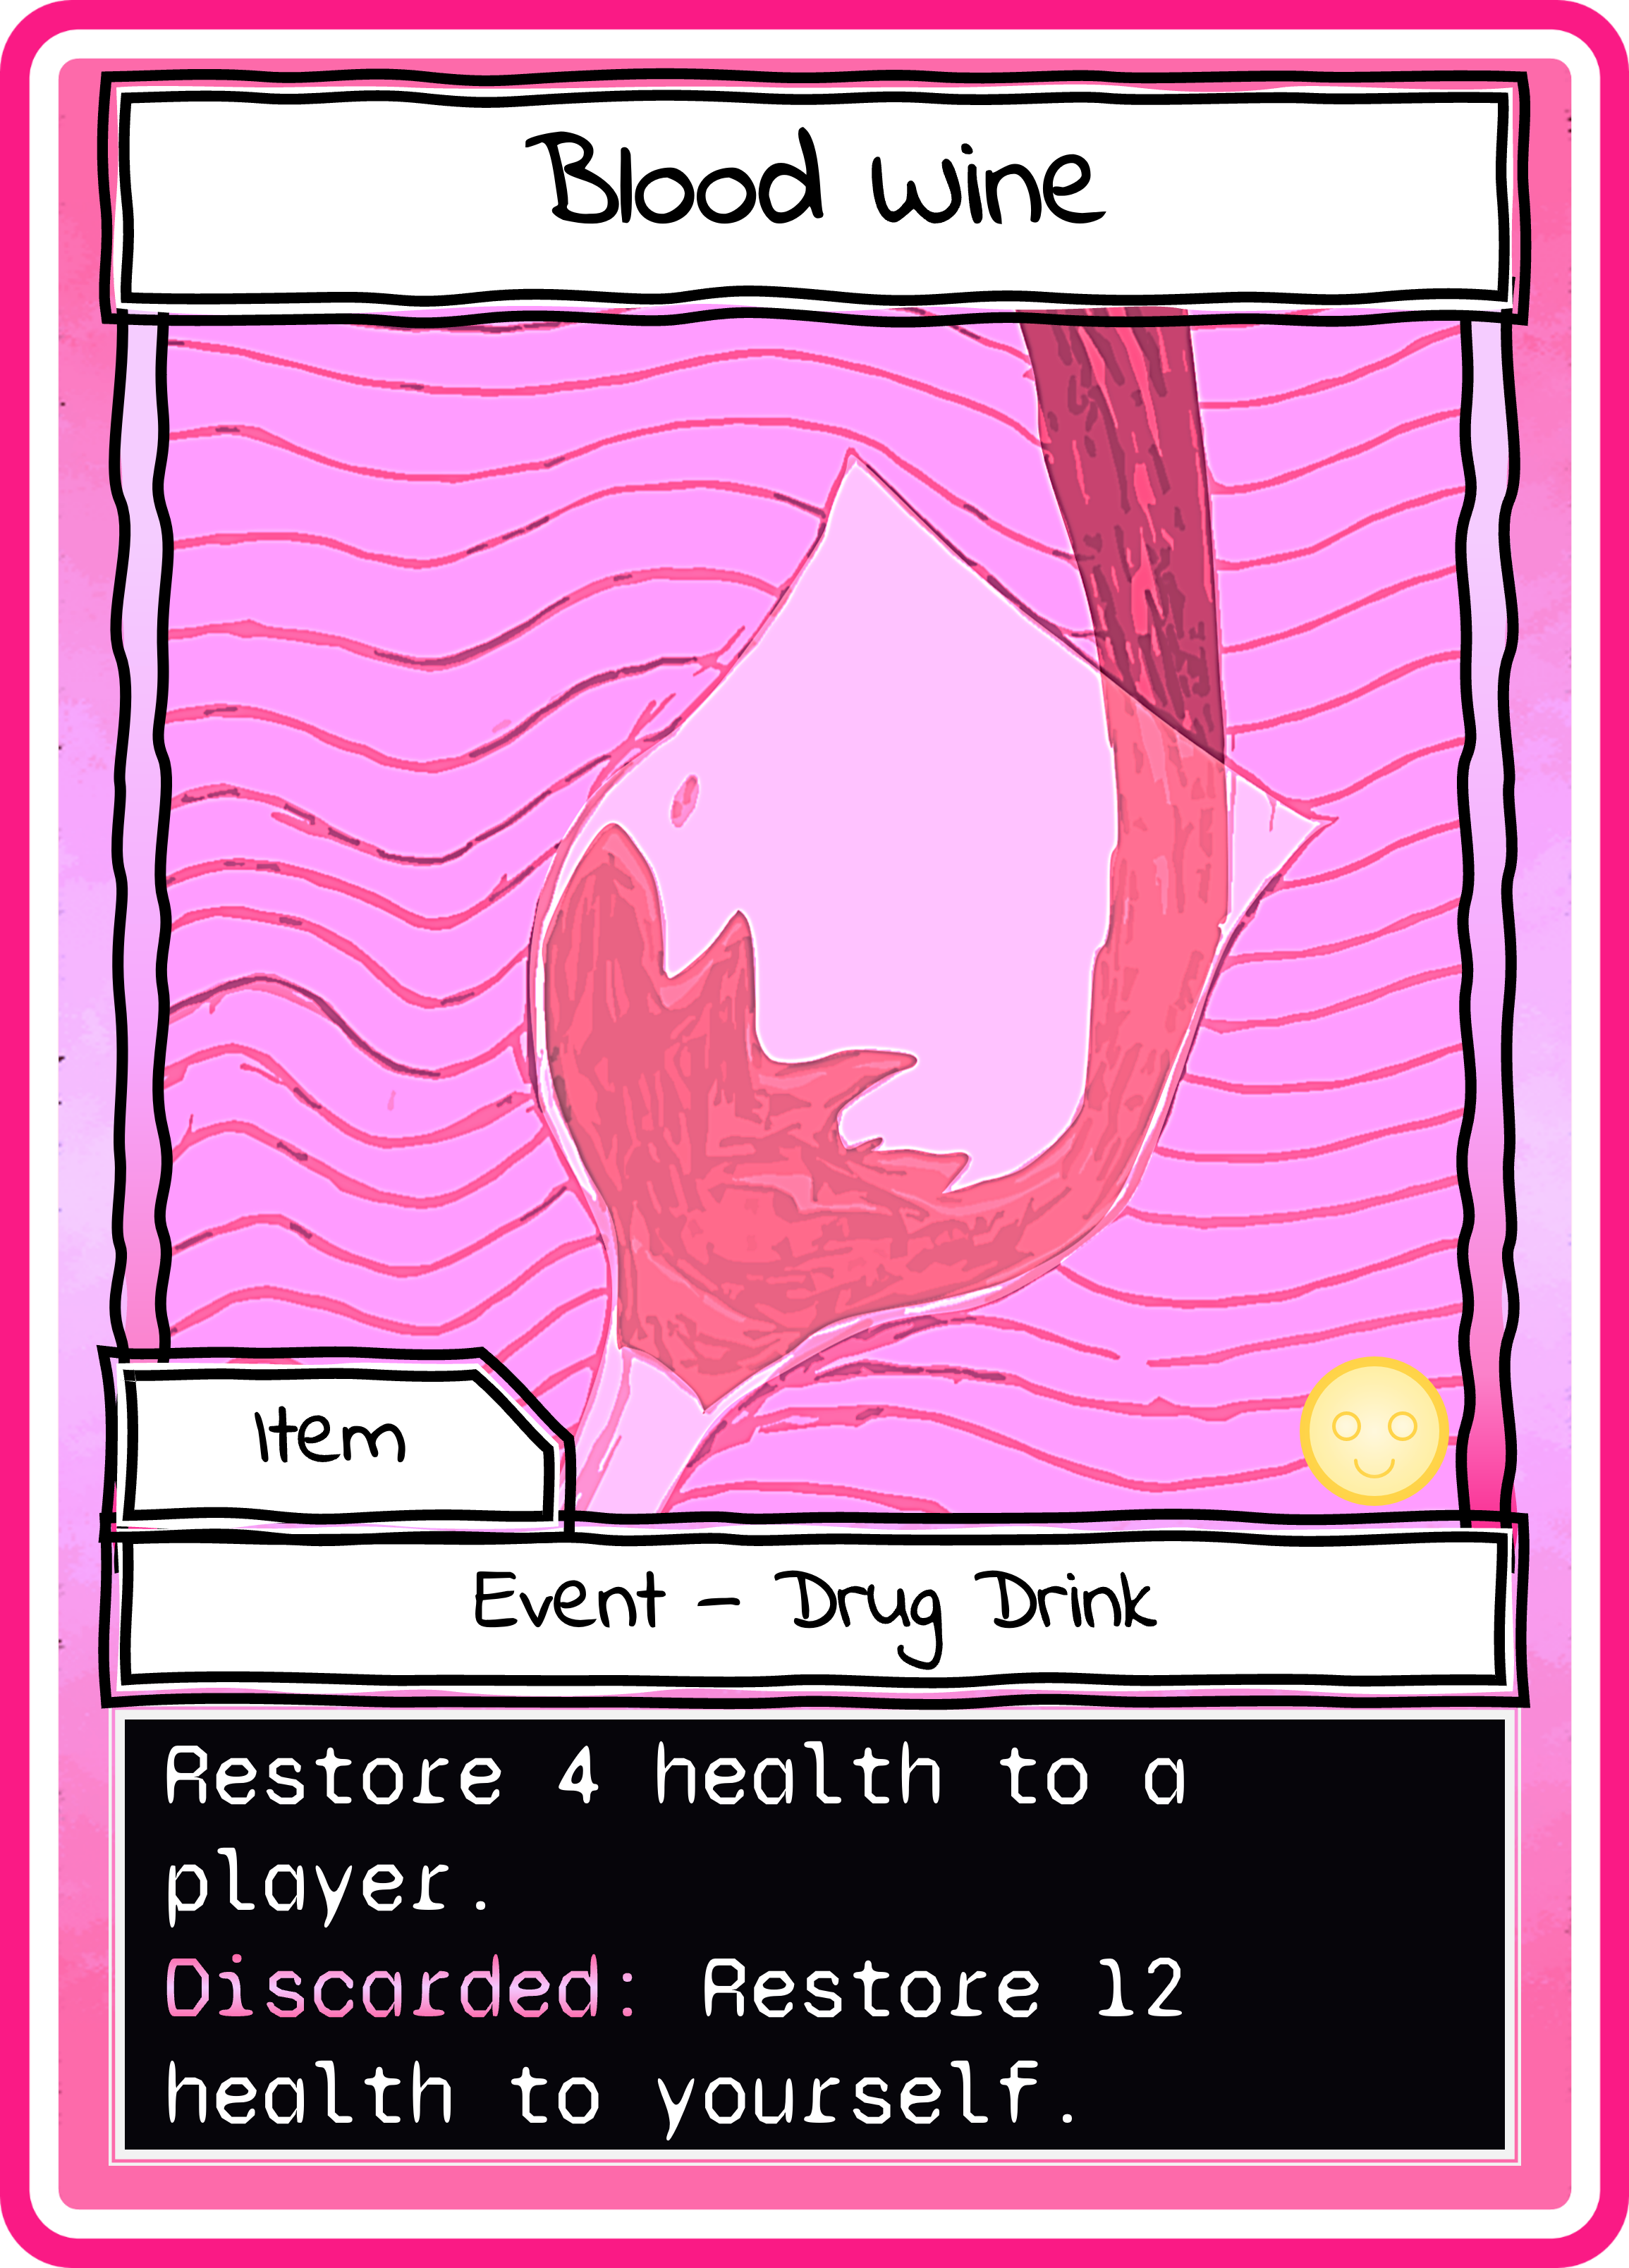 Blood wine
Item
Event – Drug Drink
Restore 4 health to a
player.
Discarded: Restore 12
health to yourself.